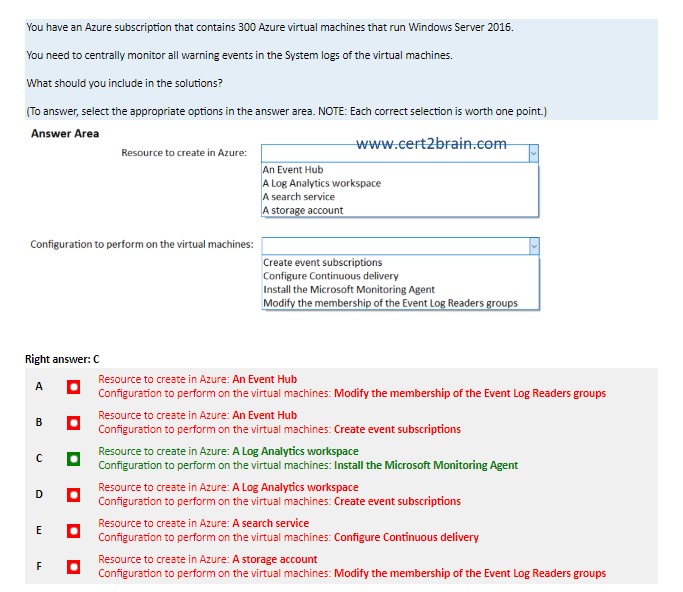 You have an Azure subscription that contains 300 Azure virtual machines that run Windows Server 2016.
You need to centrally monitor all warning events in the System logs of the virtual machines.
What should you include in the solutions?
(To answer, select the appropriate options in the answer area. NOTE: Each correct selection is worth one point.)
Answer Area
www.cert2brain.com
Resource to create in Azure:
An Event Hub
A Log Analytics workspace
A search service
A storage account
Configuration to perform on the virtual machines:
Create event subscriptions
Configure Continuous delivery
Install the Microsoft Monitoring Agent
Modify the membership of the Event Log Readers groups
Right answer: C
A
Resource to create in Azure: An Event Hub
Configuration to perform on the virtual machines: Modify the membership of the Event Log Readers groups
B
Resource to create in Azure: An Event Hub
Configuration to perform on the virtual machines: Create event subscriptions
C
Resource to create in Azure: A Log Analytics workspace
Configuration to perform on the virtual machines: Install the Microsoft Monitoring Agent
D
Resource to create in Azure: A Log Analytics workspace
Configuration to perform on the virtual machines: Create event subscriptions
E
Resource to create in Azure: A search service
Configuration to perform on the virtual machines: Configure Continuous delivery
F
Resource to create in Azure: A storage account
Configuration to perform on the virtual machines: Modify the membership of the Event Log Readers groups